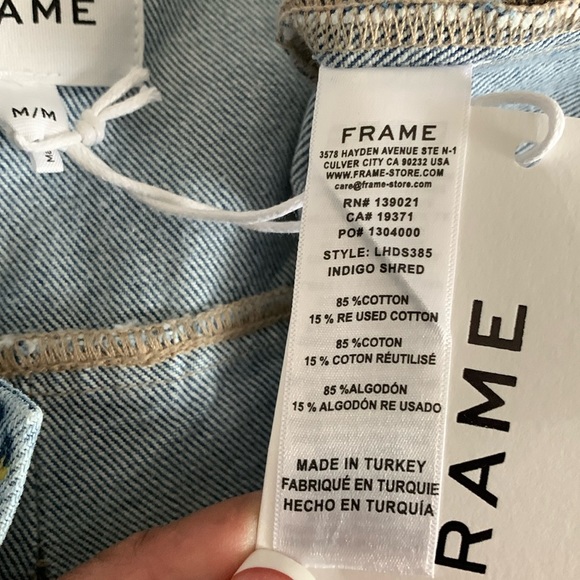 AME
M/M
FRAME
3578 HAYDEN AVENUE STE N-1
CULVER CITY CA 90232 USA
WWW.FRAME-STORE.COM
care@frame-store.com
RN# 139021
CA# 19371
PO# 1304000
STYLE: LHDS385
INDIGO SHRED
85 %COTTON
15 % RE USED COTTON
85 %COTON
15 % COTON RÉUTILISÉ
85 %ALGODÓN
15 % ALGODÓN RE USADO
MADE IN TURKEY
FABRIQUÉ EN TURQUIE
HECHO EN TURQUÍA
RAME